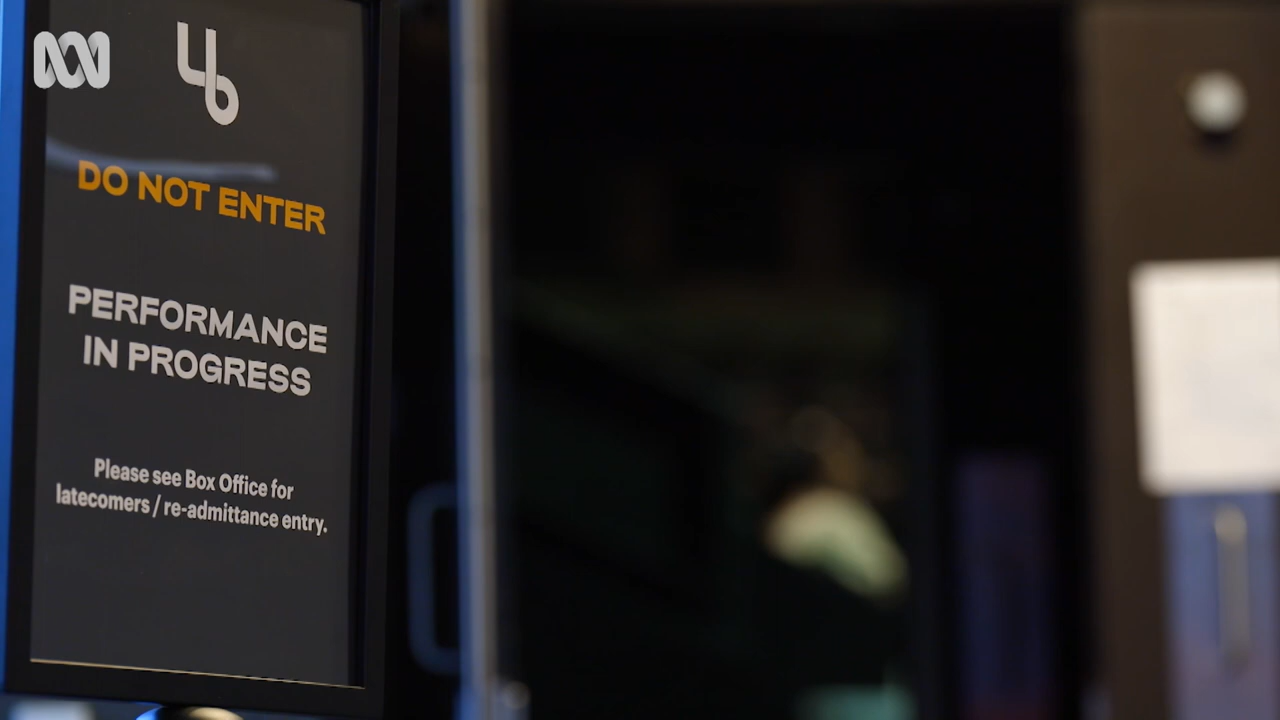 DO NOT ENTER
PERFORMANCE
IN PROGRESS
Please see Box Office for
latecomers / re-admittance entry.